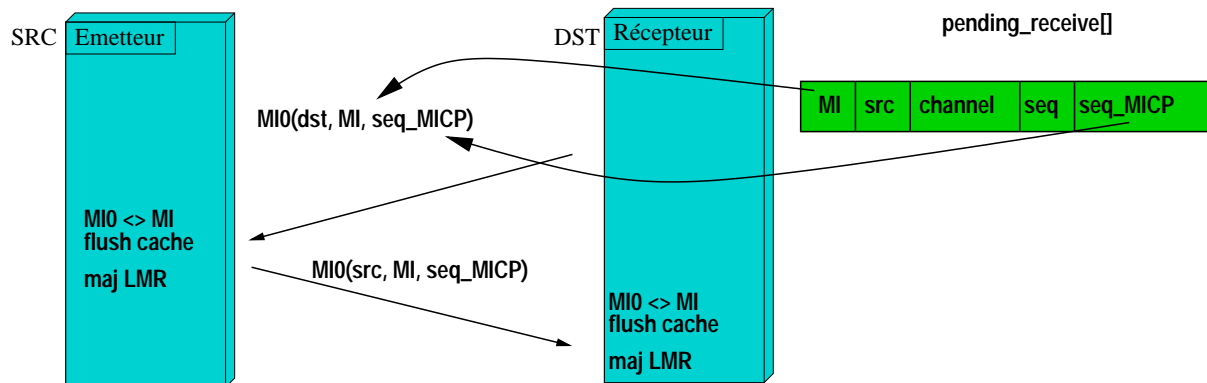 SRC
Emetteur
DST
Récepteur
pending_receive[]
MI src channel seq seq_MICP
MI0(dst, MI, seq_MICP)
MI0 <> MI
flush cache
maj LMR
MI0(src, MI, seq_MICP)
MI0 <> MI
flush cache
maj LMR